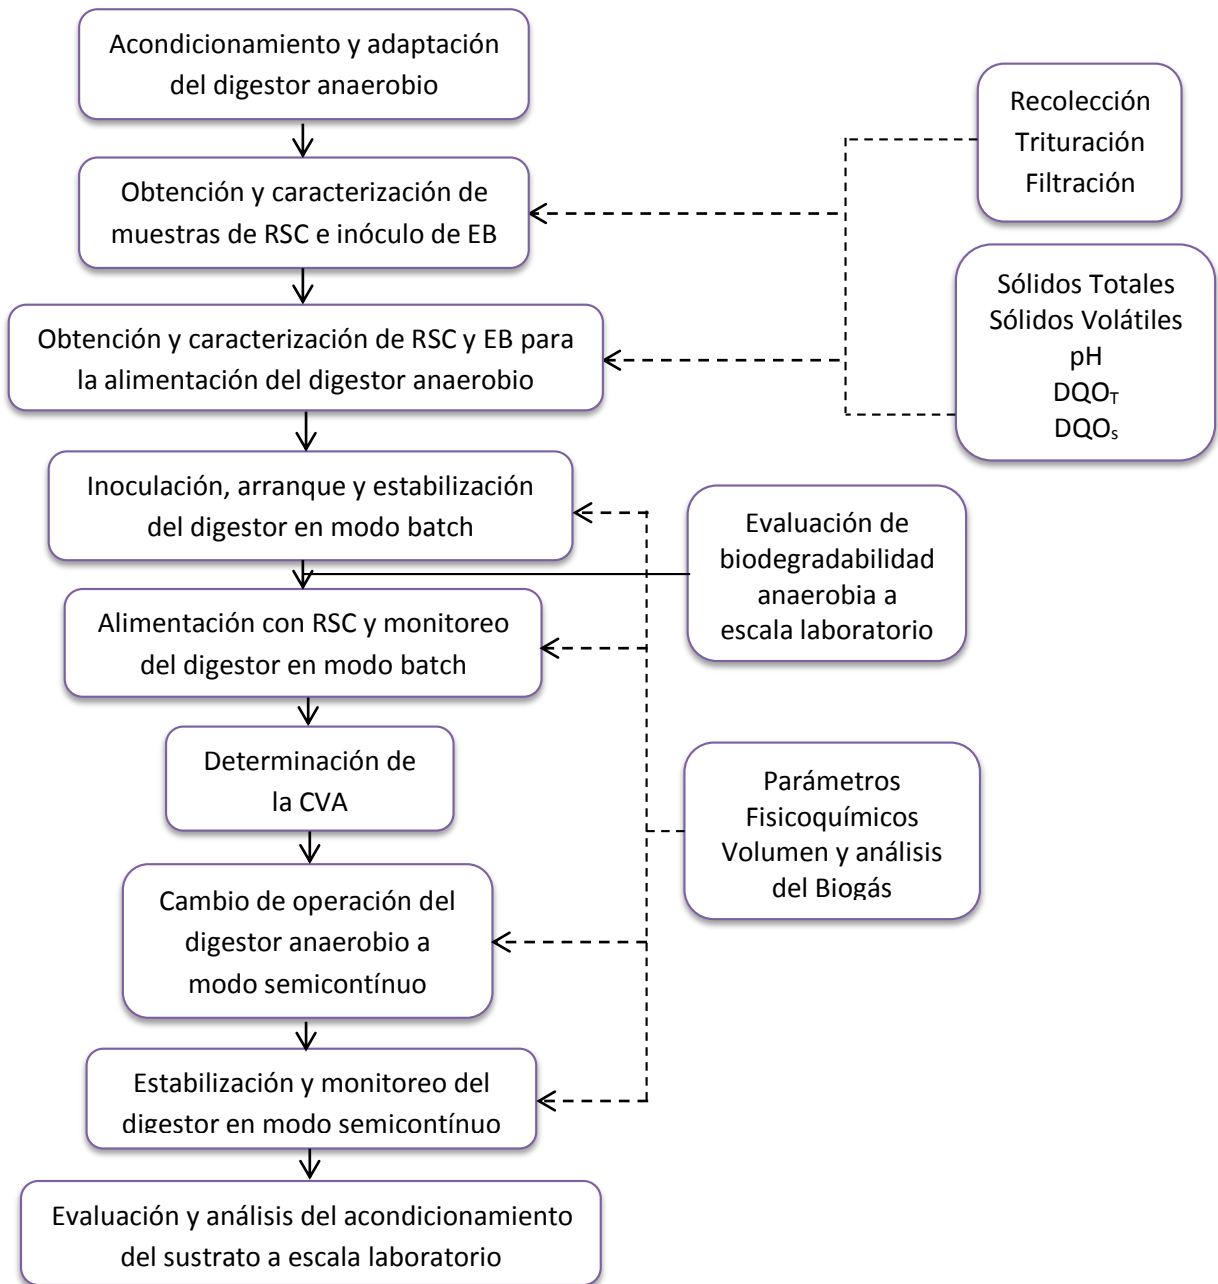 Acondicionamiento y adaptación
del digestor anaerobio
Recolección
Trituración
Filtración
Obtención y caracterización de
muestras de RSC e inóculo de EB
Sólidos Totales
Sólidos Volátiles
pH
DQOT
DQOs
Obtención y caracterización de RSC y EB para
la alimentación del digestor anaerobio
Inoculación, arranque y estabilización
del digestor en modo batch
Evaluación de
biodegradabilidad
anaerobia a
escala laboratorio
Alimentación con RSC y monitoreo
del digestor en modo batch
Determinación de
la CVA
Parámetros
Fisicoquímicos
Volumen y análisis
del Biogás
Cambio de operación del
digestor anaerobio a
modo semicontínuo
Estabilización y monitoreo del
digestor en modo semicontínuo
Evaluación y análisis del acondicionamiento
del sustrato a escala laboratorio